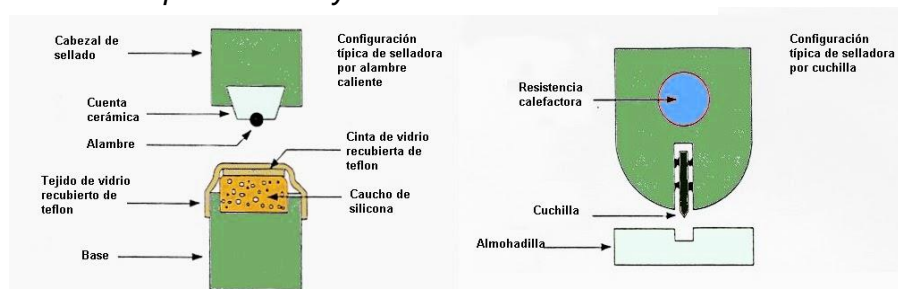 Cabezal de
sellado
Configuración
típica de selladora
por alambre
caliente
Cuenta
cerámica
Alambre
Cinta de vidrio
recubierta de
teflon
Tejido de vidrio
recubierto de
teflon
Caucho de
silicona
Base
Configuración
típica de selladora
por cuchilla
Resistencia
calefactora
Cuchilla
Almohadilla